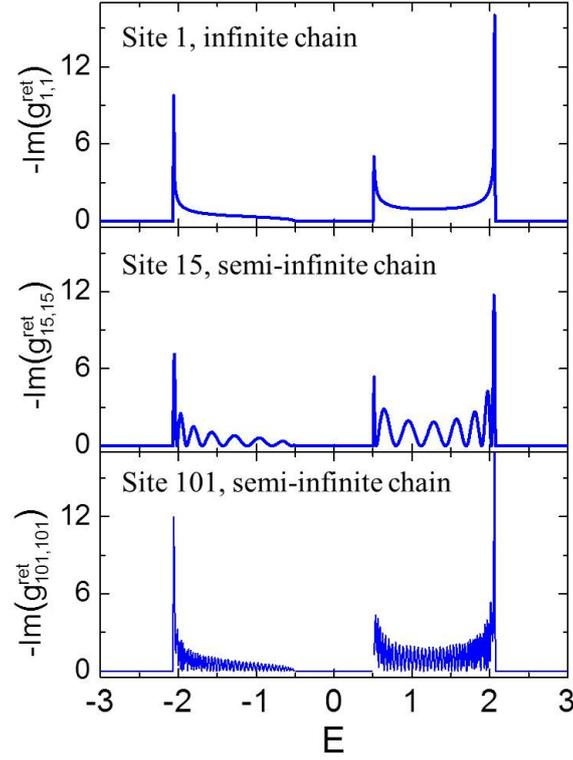 Site 1, infinite chain
-Im(g^ret_1,1)
12
6
0
Site 15, semi-infinite chain
-Im(g^ret_15,15)
12
6
0
Site 101, semi-infinite chain
-Im(g^ret_101,101)
12
6
0
-3 -2 -1 0 1 2 3
E